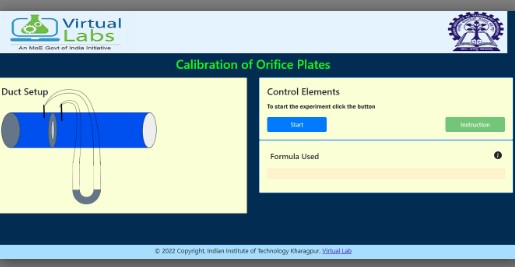 Virtual
Labs
An MoE Govt of India Initiative
Calibration of Orifice Plates
Duct Setup
Control Elements
To start the experiment click the button
Start
Instruction
Formula Used
© 2022 Copyright, Indian Institute of Technology Kharagpur, Virtual Lab